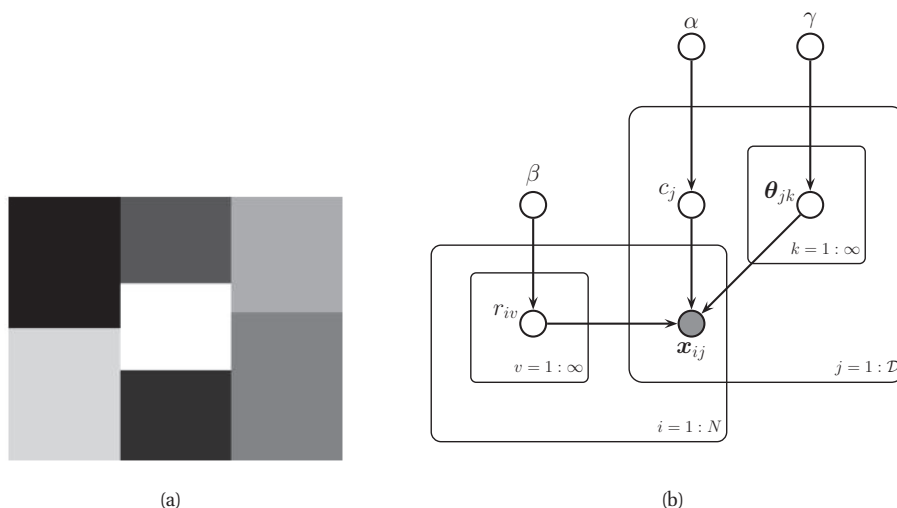 α
γ
β
c_j
θ_jk
k = 1 : ∞
r_iv
x_ij
v = 1 : ∞
j = 1 : D
i = 1 : N
(a)
(b)